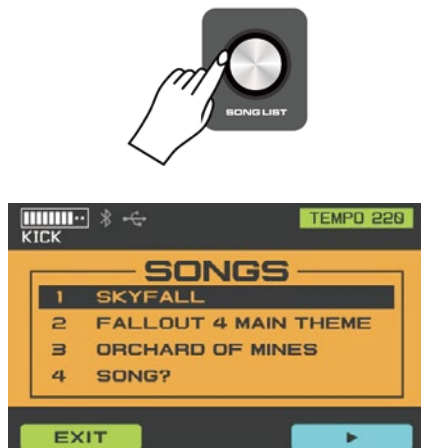 SONG LIST
TEMPO 220
KICK
SONGS
1 SKYFALL
2 FALLOUT 4 MAIN THEME
3 ORCHARD OF MINES
4 SONG?
EXIT